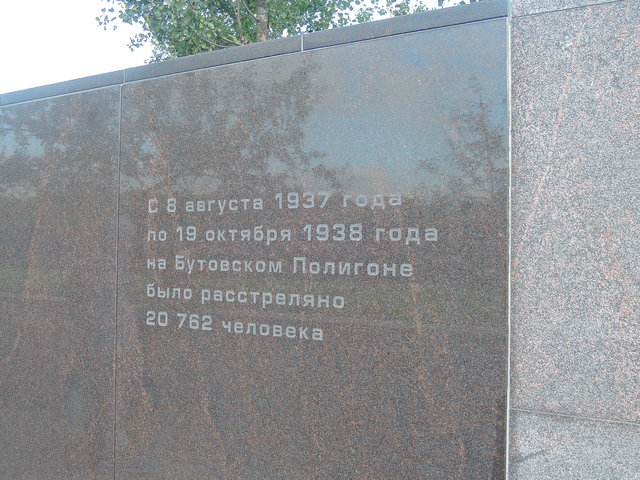 С 8 августа 1937 года
по 19 октября 1938 года
на Бутовском Полигоне
было расстреляно
20 762 человека